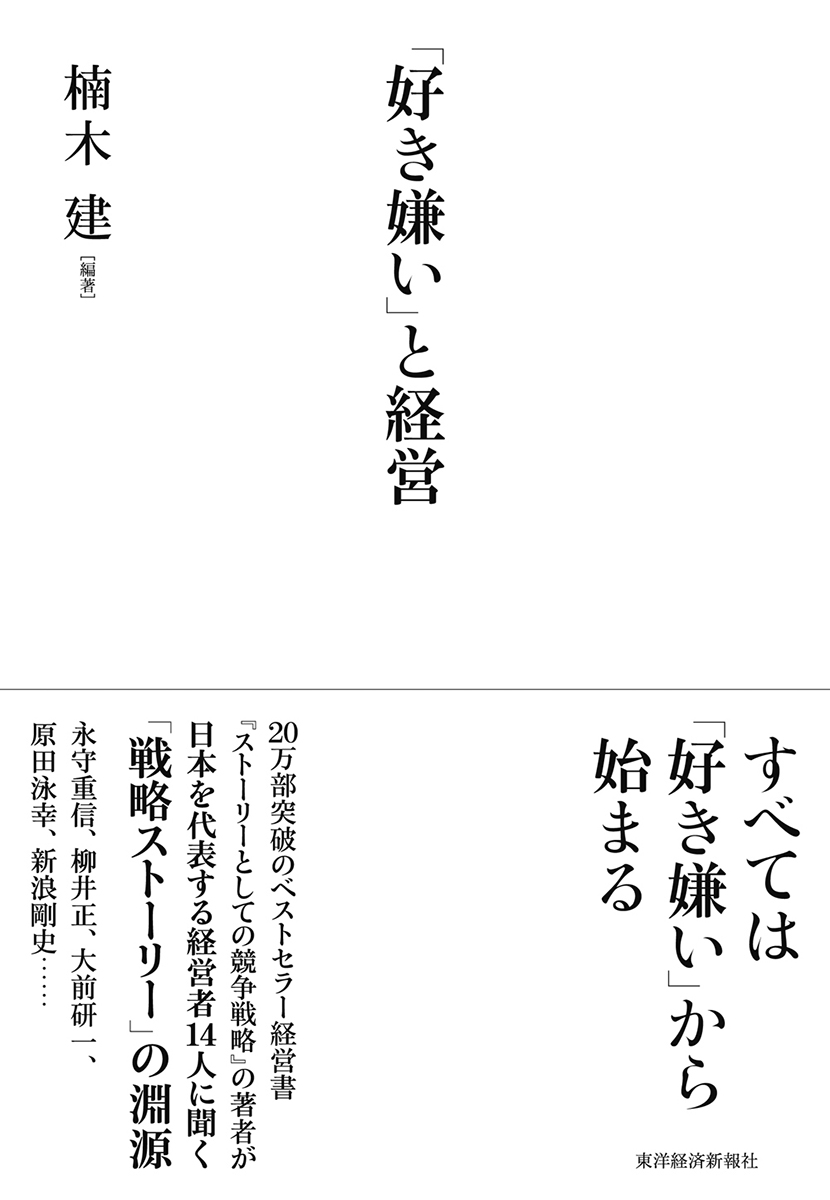 「好き嫌い」と経営
楠木 建
[編著]
すべては
「好き嫌い」から
始まる
20万部突破のベストセラー経営書
『ストーリーとしての競争戦略』の著者が
日本を代表する経営者14人に聞く
「戦略ストーリー」の淵源
永守重信、柳井正、大前研一、
原田泳幸、新浪剛史……
東洋経済新報社